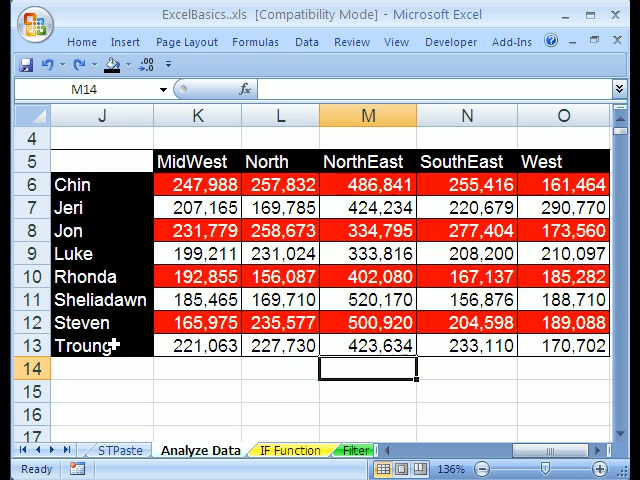 ExcelBasics..xls [Compatibility Mode] - Microsoft Excel
Home Insert Page Layout Formulas Data Review View Developer Add-Ins
M14 fx
J K L M N O
4
5 MidWest North NorthEast SouthEast West
6 Chin 247,988 257,832 486,841 255,416 161,464
7 Jeri 207,165 169,785 424,234 220,679 290,770
8 Jon 231,779 258,673 334,795 277,404 173,560
9 Luke 199,211 231,024 333,816 208,200 210,097
10 Rhonda 192,855 156,087 402,080 167,137 185,282
11 Sheliadawn 185,465 169,710 520,170 156,876 188,710
12 Steven 165,975 235,577 500,920 204,598 189,088
13 Troung 221,063 227,730 423,634 233,110 170,702
14
15
16
17
STPaste Analyze Data IF Function Filter
Ready 136%